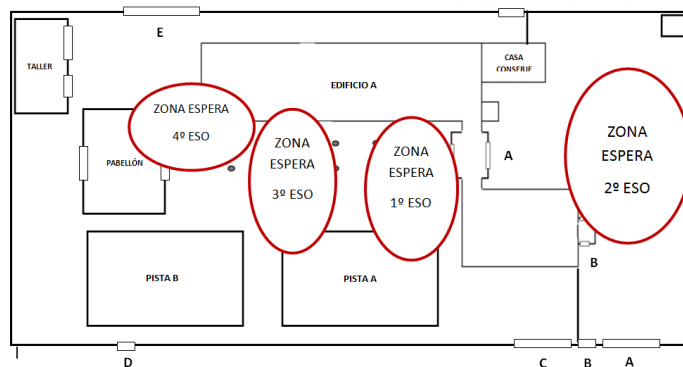 E
TALLER
CASA
CONSERJE
EDIFICIO A
ZONA ESPERA
4º ESO
PABELLÓN
ZONA
ESPERA
3º ESO
ZONA
ESPERA
1º ESO
A
ZONA
ESPERA
2º ESO
B
PISTA B
PISTA A
D
C
B
A